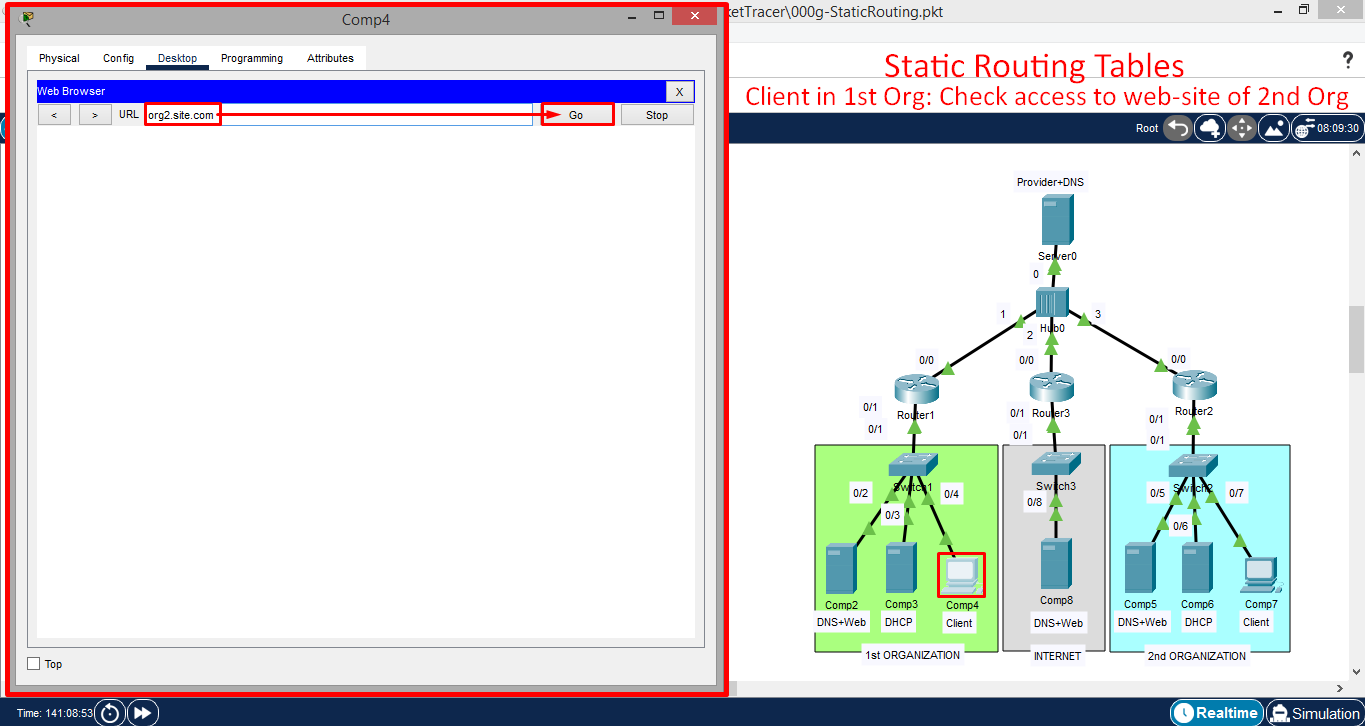 Comp4
ketTracer\000g-StaticRouting.pkt
Physical Config Desktop Programming Attributes
Web Browser
X
< > URL org2.site.com Go Stop
Top
Static Routing Tables
?
Client in 1st Org: Check access to web-site of 2nd Org
Root
08:09:30
Provider+DNS
Server0
0
1
3
Hub0
2
0/0
0/0
0/0
Router1
Router3
Router2
0/1
0/1
0/1
0/1
0/1
0/1
Switch1
Switch3
Switch2
0/2
0/3
0/4
0/8
0/5
0/6
0/7
Comp2
Comp3
Comp4
Comp8
Comp5
Comp6
Comp7
DNS+Web
DHCP
Client
DNS+Web
DNS+Web
DHCP
Client
1st ORGANIZATION
INTERNET
2nd ORGANIZATION
Time: 141:08:53
Realtime
Simulation